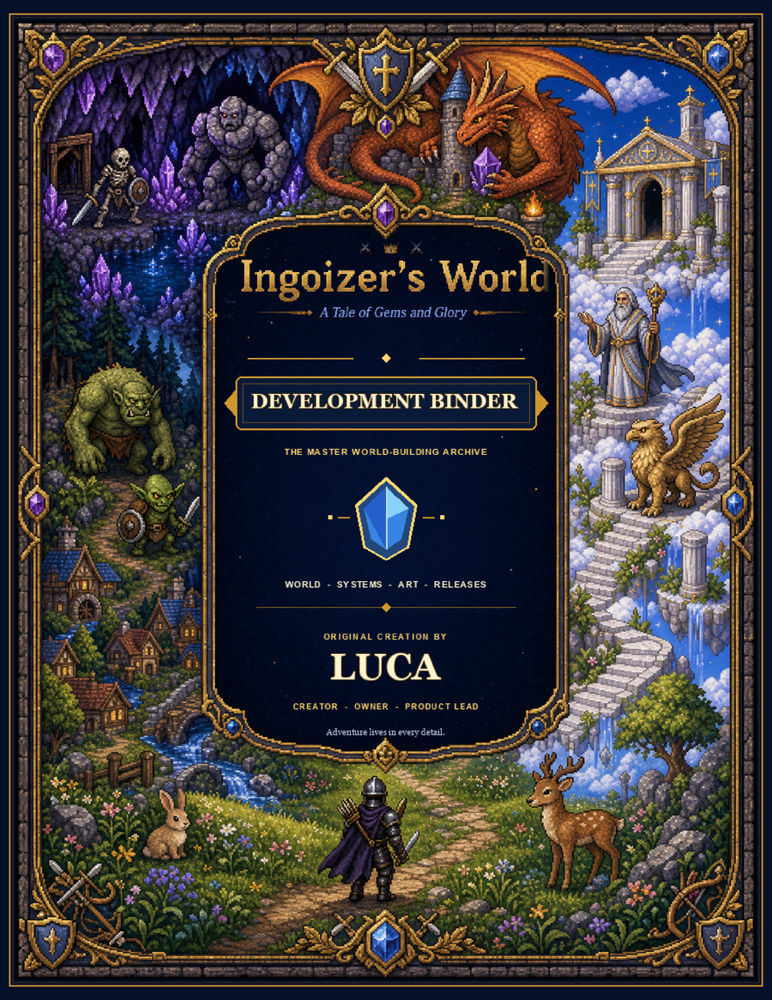 Ingoizer's World
A Tale of Gems and Glory
DEVELOPMENT BINDER
THE MASTER WORLD-BUILDING ARCHIVE
WORLD - SYSTEMS - ART - RELEASES
ORIGINAL CREATION BY
LUCA
CREATOR - OWNER - PRODUCT LEAD
Adventure lives in every detail.